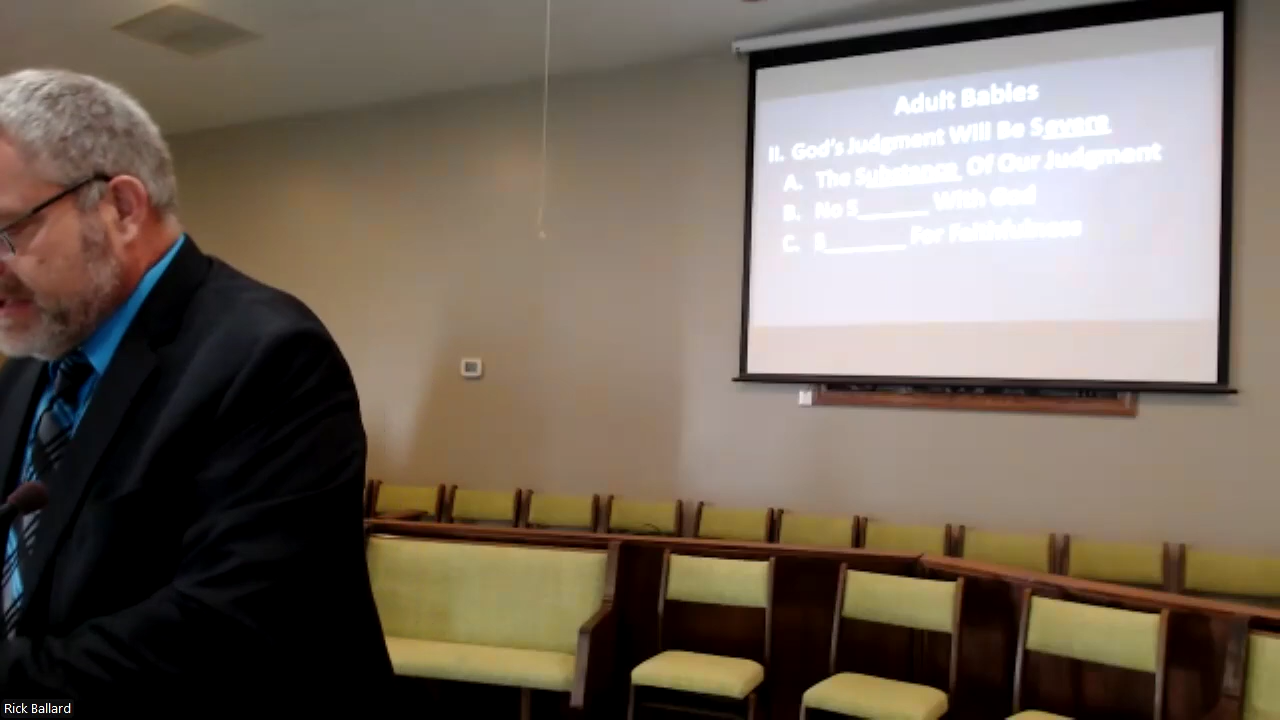 Adult Babies
II. God's Judgment Will Be Severe
A. The Substance Of Our Judgment
B. No S______ With God
C. R_______ For Faithfulness
Rick Ballard